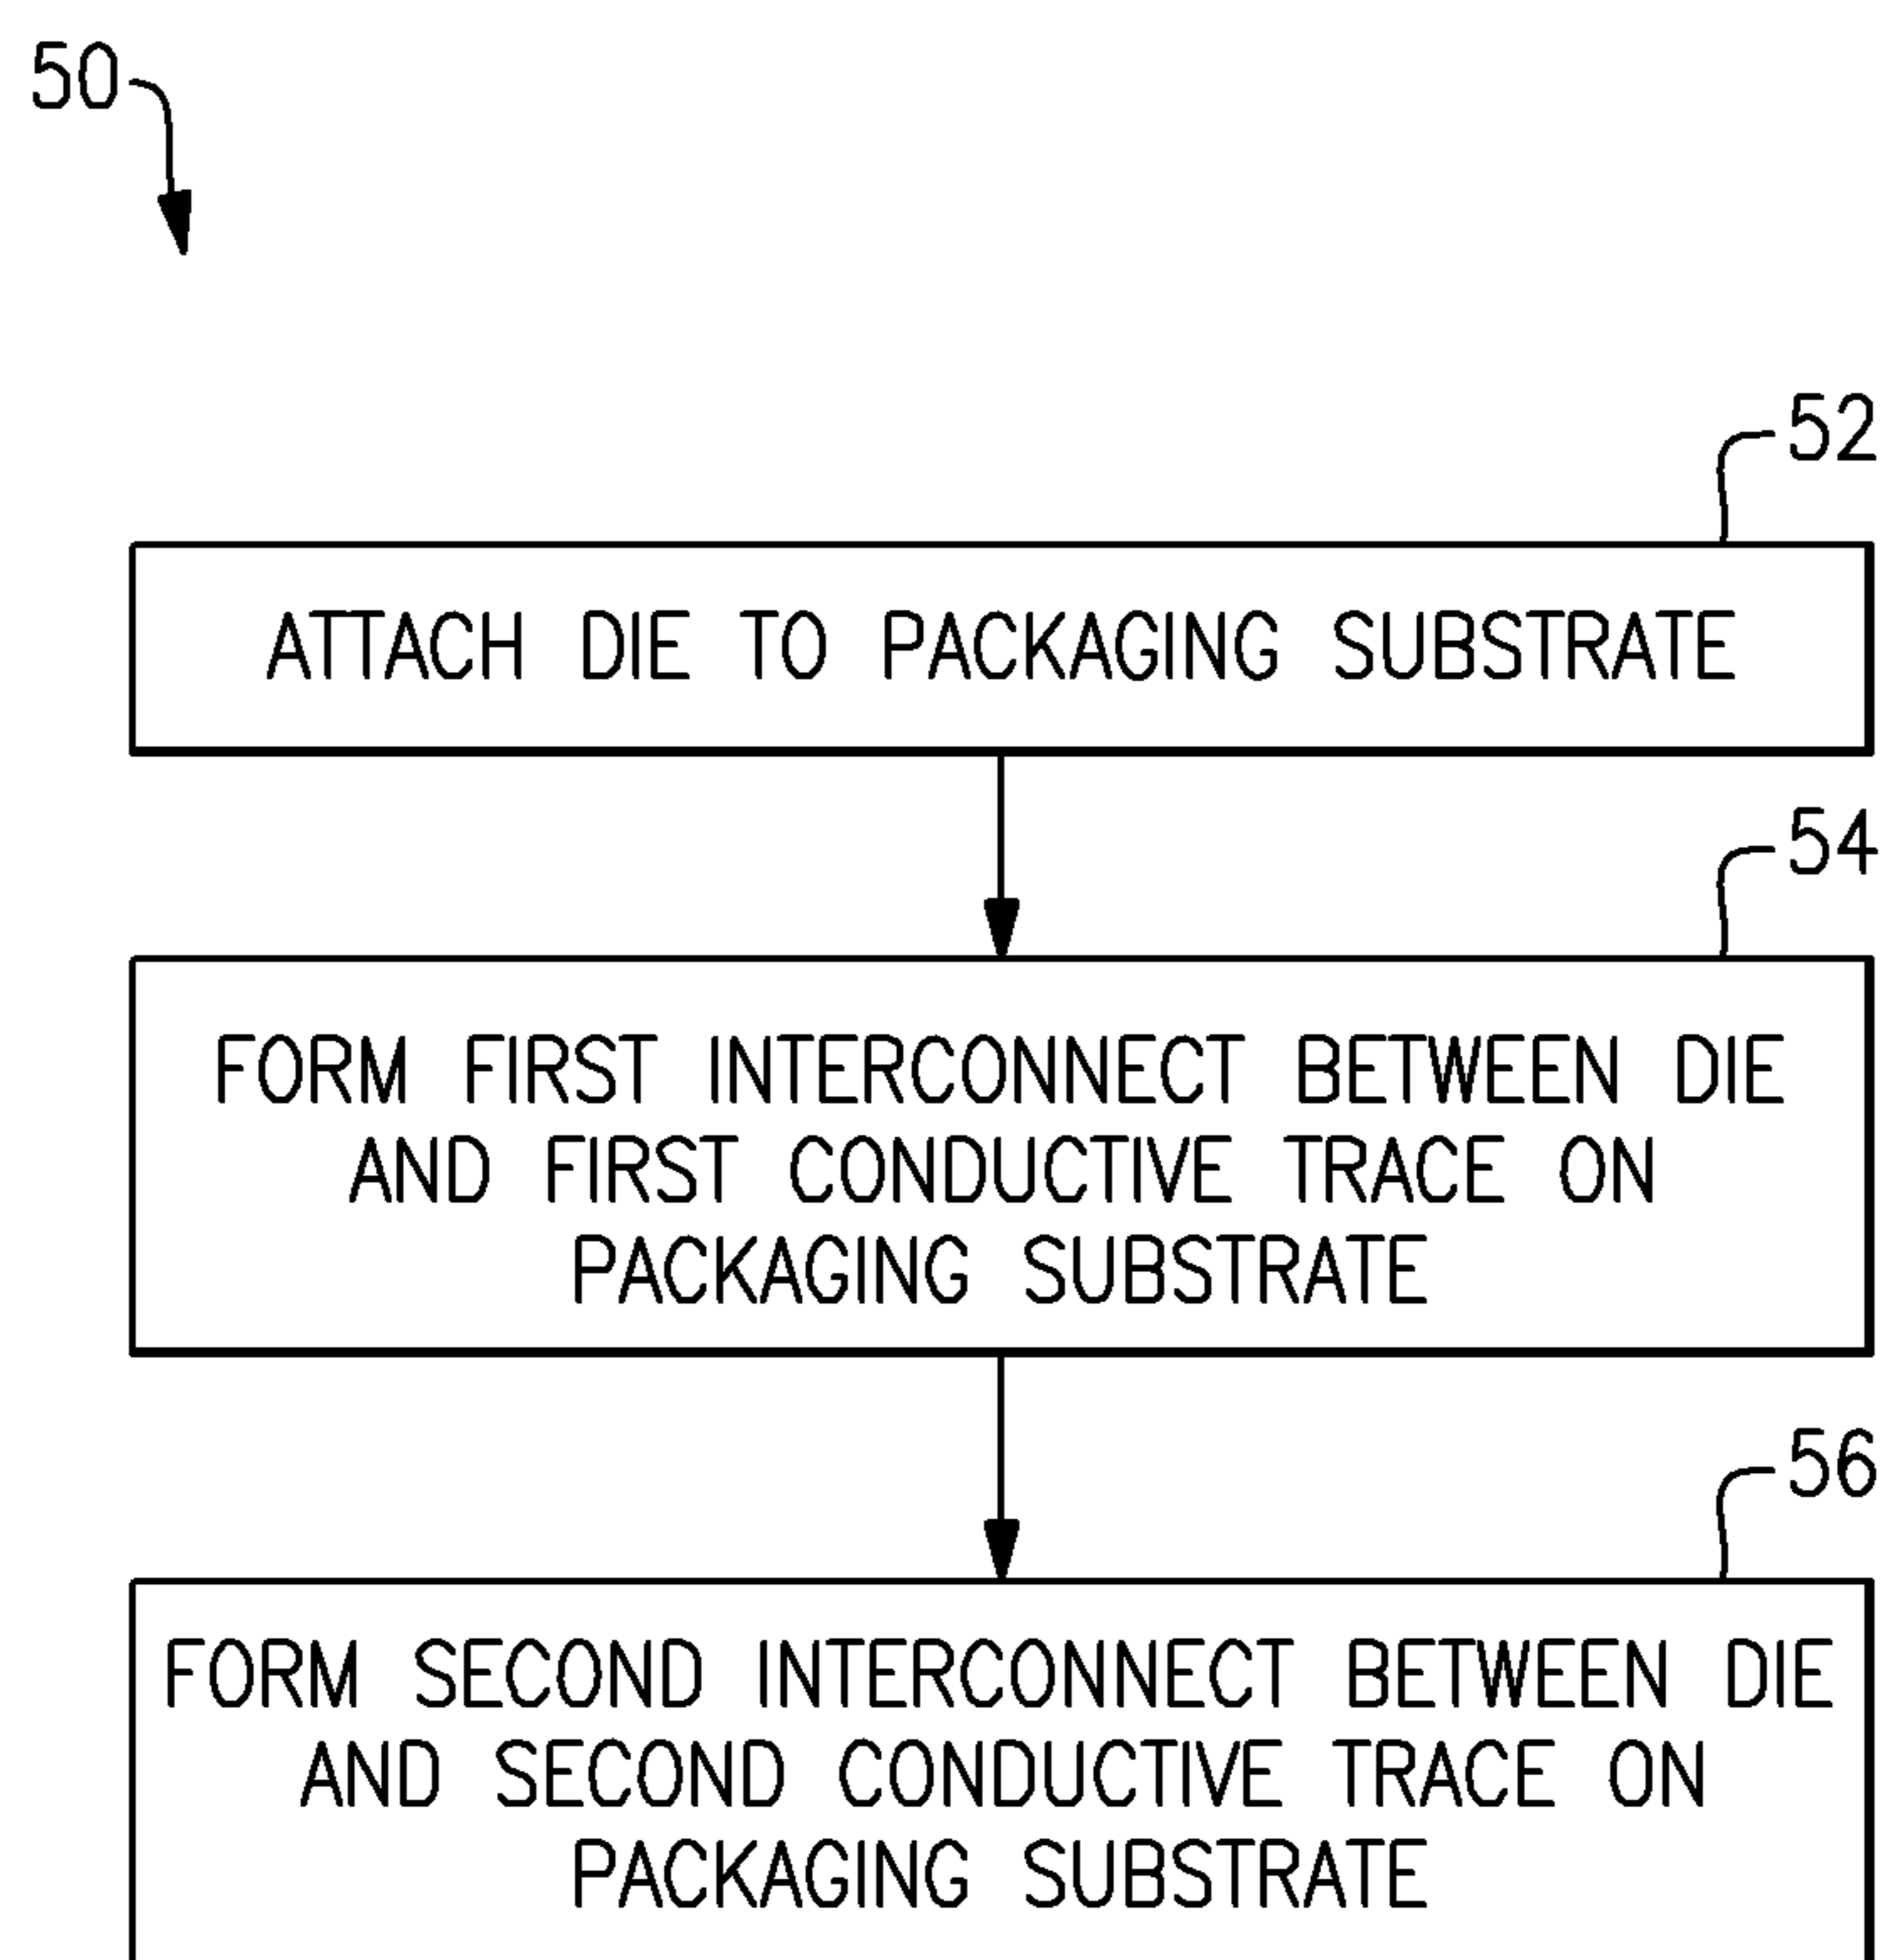 50
52
ATTACH DIE TO PACKAGING SUBSTRATE
54
FORM FIRST INTERCONNECT BETWEEN DIE
AND FIRST CONDUCTIVE TRACE ON
PACKAGING SUBSTRATE
56
FORM SECOND INTERCONNECT BETWEEN DIE
AND SECOND CONDUCTIVE TRACE ON
PACKAGING SUBSTRATE